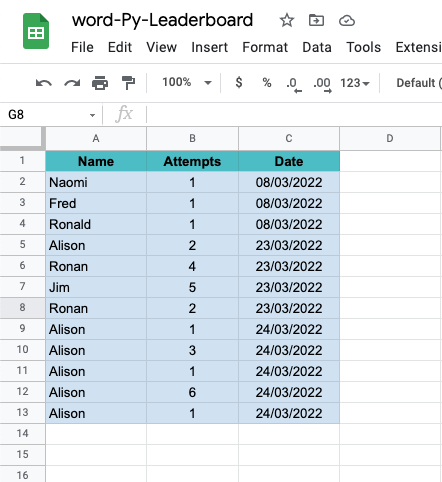 word-Py-Leaderboard
File Edit View Insert Format Data Tools Extensi
100% $ % .0 .00 123 Default (
G8 fx
A B C D
1 Name Attempts Date
2 Naomi 1 08/03/2022
3 Fred 1 08/03/2022
4 Ronald 1 08/03/2022
5 Alison 2 23/03/2022
6 Ronan 4 23/03/2022
7 Jim 5 23/03/2022
8 Ronan 2 23/03/2022
9 Alison 1 24/03/2022
10 Alison 3 24/03/2022
11 Alison 1 24/03/2022
12 Alison 6 24/03/2022
13 Alison 1 24/03/2022
14
15
16